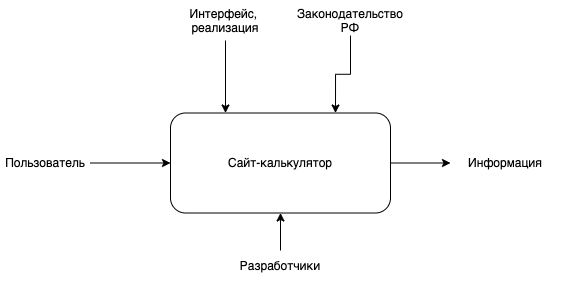 Интерфейс,
реализация
Законодательство
РФ
Пользователь
Сайт-калькулятор
Информация
Разработчики